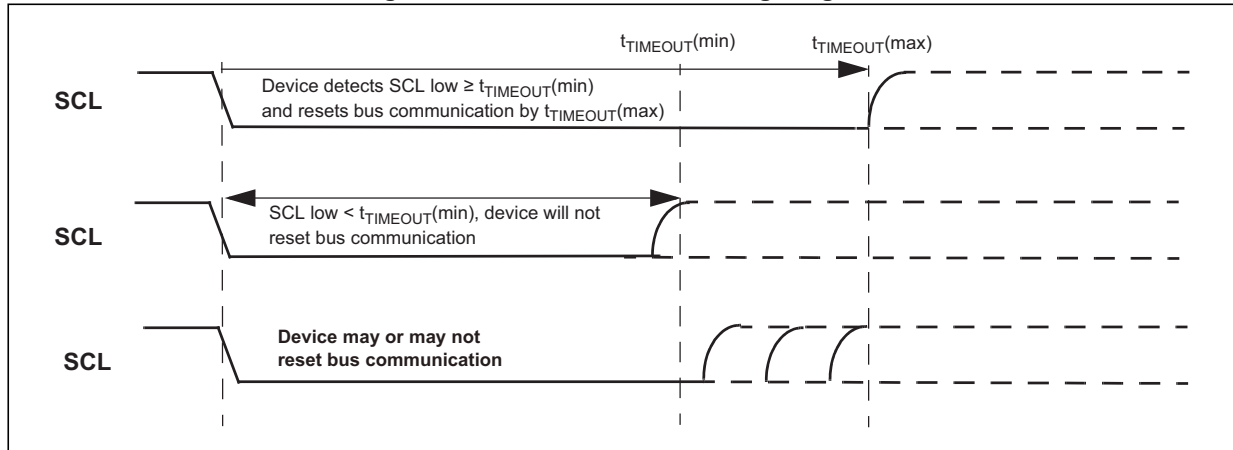 tTIMEOUT(min)
tTIMEOUT(max)
SCL
Device detects SCL low ≥ tTIMEOUT(min)
and resets bus communication by tTIMEOUT(max)
SCL
SCL low < tTIMEOUT(min), device will not
reset bus communication
SCL
Device may or may not
reset bus communication